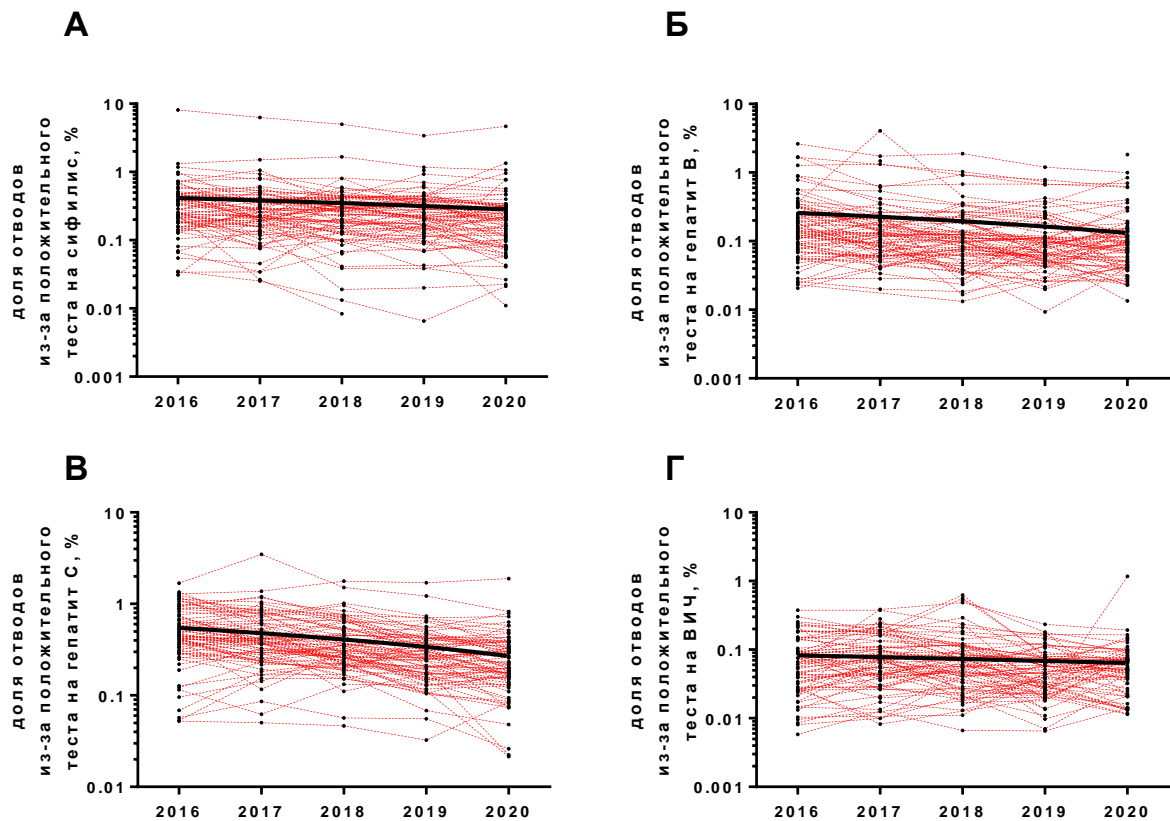 А
доля отводов
из-за положительного
теста на сифилис, %
10
1
0.1
0.01
0.001
2016 2017 2018 2019 2020
Б
доля отводов
из-за положительного
теста на гепатит В, %
10
1
0.1
0.01
0.001
2016 2017 2018 2019 2020
В
доля отводов
из-за положительного
теста на гепатит С, %
10
1
0.1
0.01
2016 2017 2018 2019 2020
Г
доля отводов
из-за положительного
теста на ВИЧ, %
10
1
0.1
0.01
0.001
2016 2017 2018 2019 2020